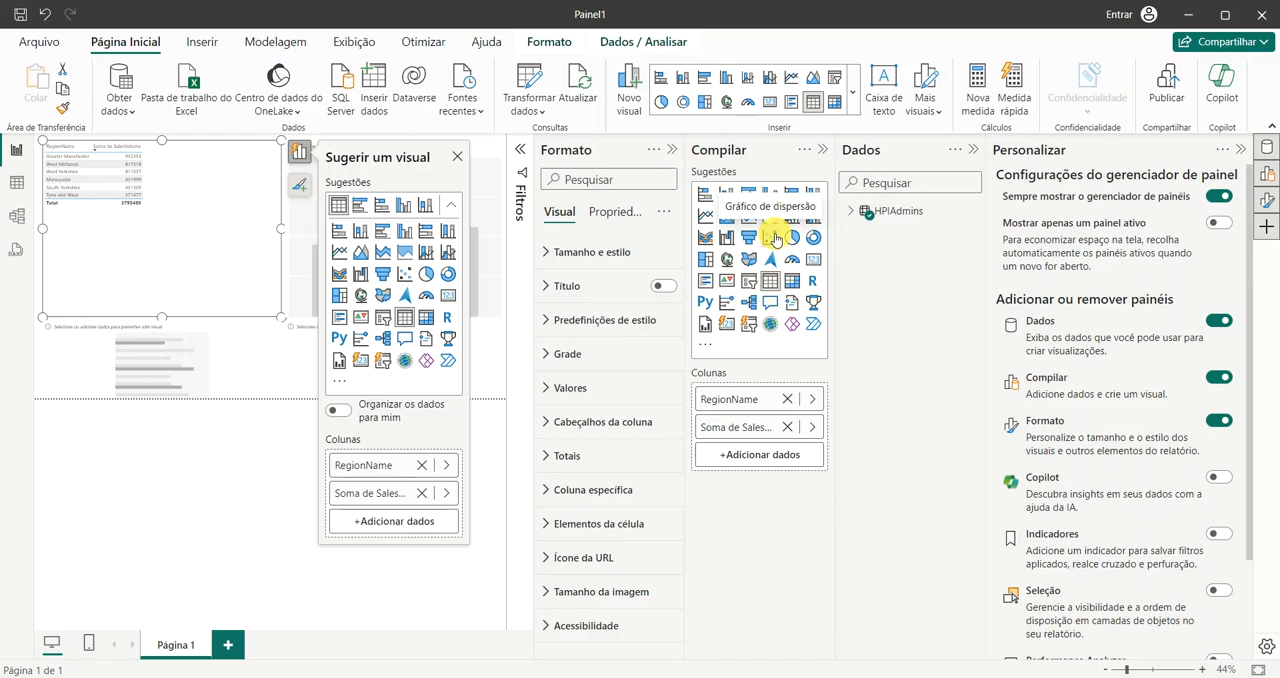 Painel1
Entrar
Arquivo
Página Inicial
Inserir
Modelagem
Exibição
Otimizar
Ajuda
Formato
Dados / Analisar
Compartilhar
Colar
Obter dados
Pasta de trabalho do Excel
Centro de dados do OneLake
SQL Server
Inserir dados
Dataverse
Fontes recentes
Transformar dados
Atualizar
Novo visual
Caixa de texto
Mais visuais
Nova medida
Medida rápida
Confidencialidade
Publicar
Copilot
Área de Transferência
Dados
Consultas
Inserir
Cálculos
Confidencialidade
Compartilhar
Copilot
RegionName Soma de SalesVolume
Greater Manchester
West Midlands
West Yorkshire
Merseyside
South Yorkshire
Tyne and Wear
Total
Selecione ou adicione dados para preencher este visual
Sugerir um visual
Sugestões
Organizar os dados
para mim
Colunas
RegionName
Soma de Sales...
+Adicionar dados
Filtros
Formato
Pesquisar
Visual
Propried...
Tamanho e estilo
Título
Predefinições de estilo
Grade
Valores
Cabeçalhos da coluna
Totais
Coluna específica
Elementos da célula
Ícone da URL
Tamanho da imagem
Acessibilidade
Compilar
Sugestões
Gráfico de dispersão
Colunas
RegionName
Soma de Sales...
+Adicionar dados
Dados
Pesquisar
HPIAdmins
Personalizar
Configurações do gerenciador de painel
Sempre mostrar o gerenciador de painéis
Mostrar apenas um painel ativo
Para economizar espaço na tela, recolha
automaticamente os painéis ativos quando
um novo for aberto.
Adicionar ou remover painéis
Dados
Exiba os dados que você pode usar para
criar visualizações.
Compilar
Adicione dados e crie um visual.
Formato
Personalize o tamanho e o estilo dos
visuais e outros elementos do relatório.
Copilot
Descubra insights em seus dados com a
ajuda da IA.
Indicadores
Adicione um indicador para salvar filtros
aplicados, realce cruzado e perfuração.
Seleção
Gerencie a visibilidade e a ordem de
disposição em camadas de objetos no
seu relatório.
Página 1
Página 1 de 1
44%